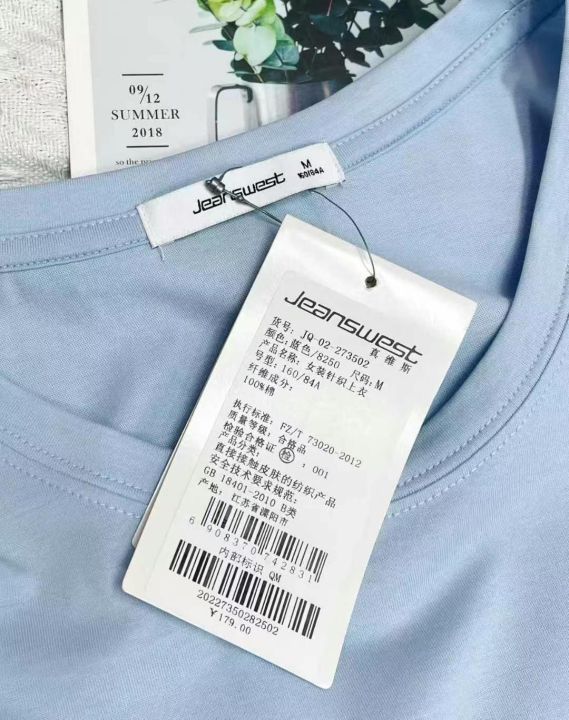 09/12
SUMMER
2018
Jeanswest
M
160/84A
Jeanswest
真维斯
货号: JQ-02-273502
颜色: 蓝色/8250 尺码: M
产品名称: 女装针织上衣
号型: 160/84A
纤维成分:
100%棉
执行标准: FZ/T 73020-2012
质量等级: 合格品
检验合格证 检 : 001
产品分类:
直接接触皮肤的纺织产品
安全技术要求规范:
GB 18401-2010 B类
产地: 江苏省溧阳市
6908370742831
内部标识 QM
20227350282502
¥179.00